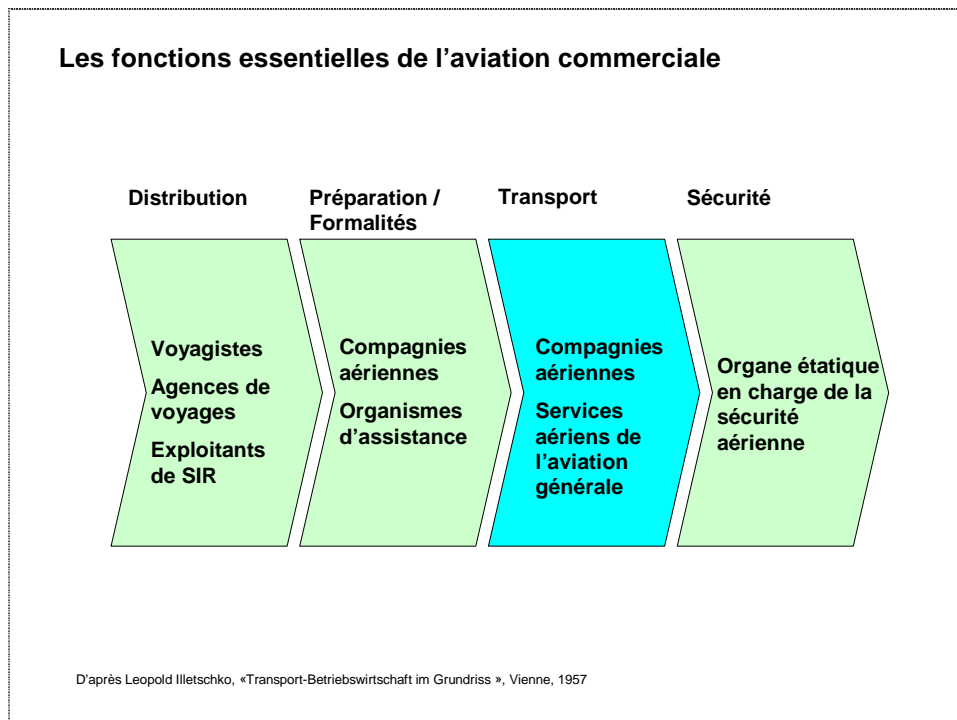 Les fonctions essentielles de l’aviation commerciale
Distribution
Préparation /
Formalités
Transport
Sécurité
Voyagistes
Agences de
voyages
Exploitants
de SIR
Compagnies
aériennes
Organismes
d’assistance
Compagnies
aériennes
Services
aériens de
l’aviation
générale
Organe étatique
en charge de la
sécurité
aérienne
D’après Leopold Illetschko, «Transport-Betriebswirtschaft im Grundriss », Vienne, 1957